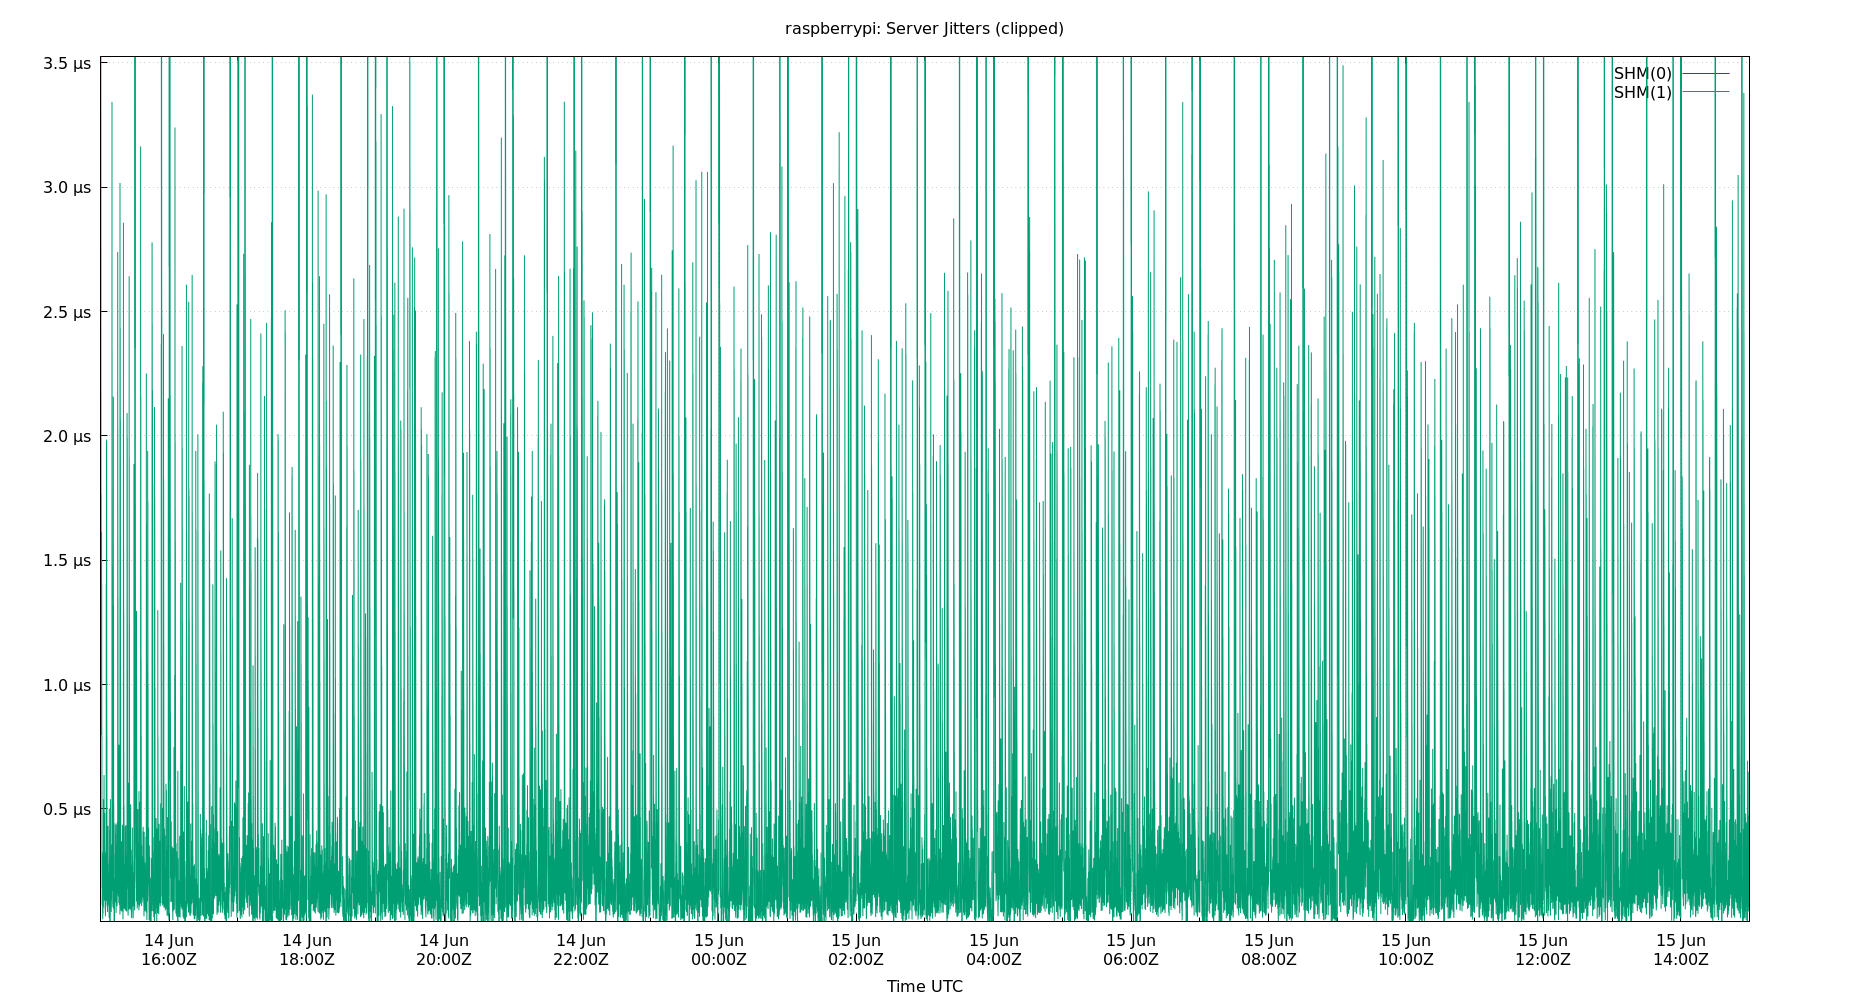 raspberrypi: Server Jitters (clipped)
3.5 µs
3.0 µs
2.5 µs
2.0 µs
1.5 µs
1.0 µs
0.5 µs
SHM(0)
SHM(1)
14 Jun 14 Jun 14 Jun 14 Jun 15 Jun 15 Jun 15 Jun 15 Jun 15 Jun 15 Jun 15 Jun 15 Jun
16:00Z 18:00Z 20:00Z 22:00Z 00:00Z 02:00Z 04:00Z 06:00Z 08:00Z 10:00Z 12:00Z 14:00Z
Time UTC